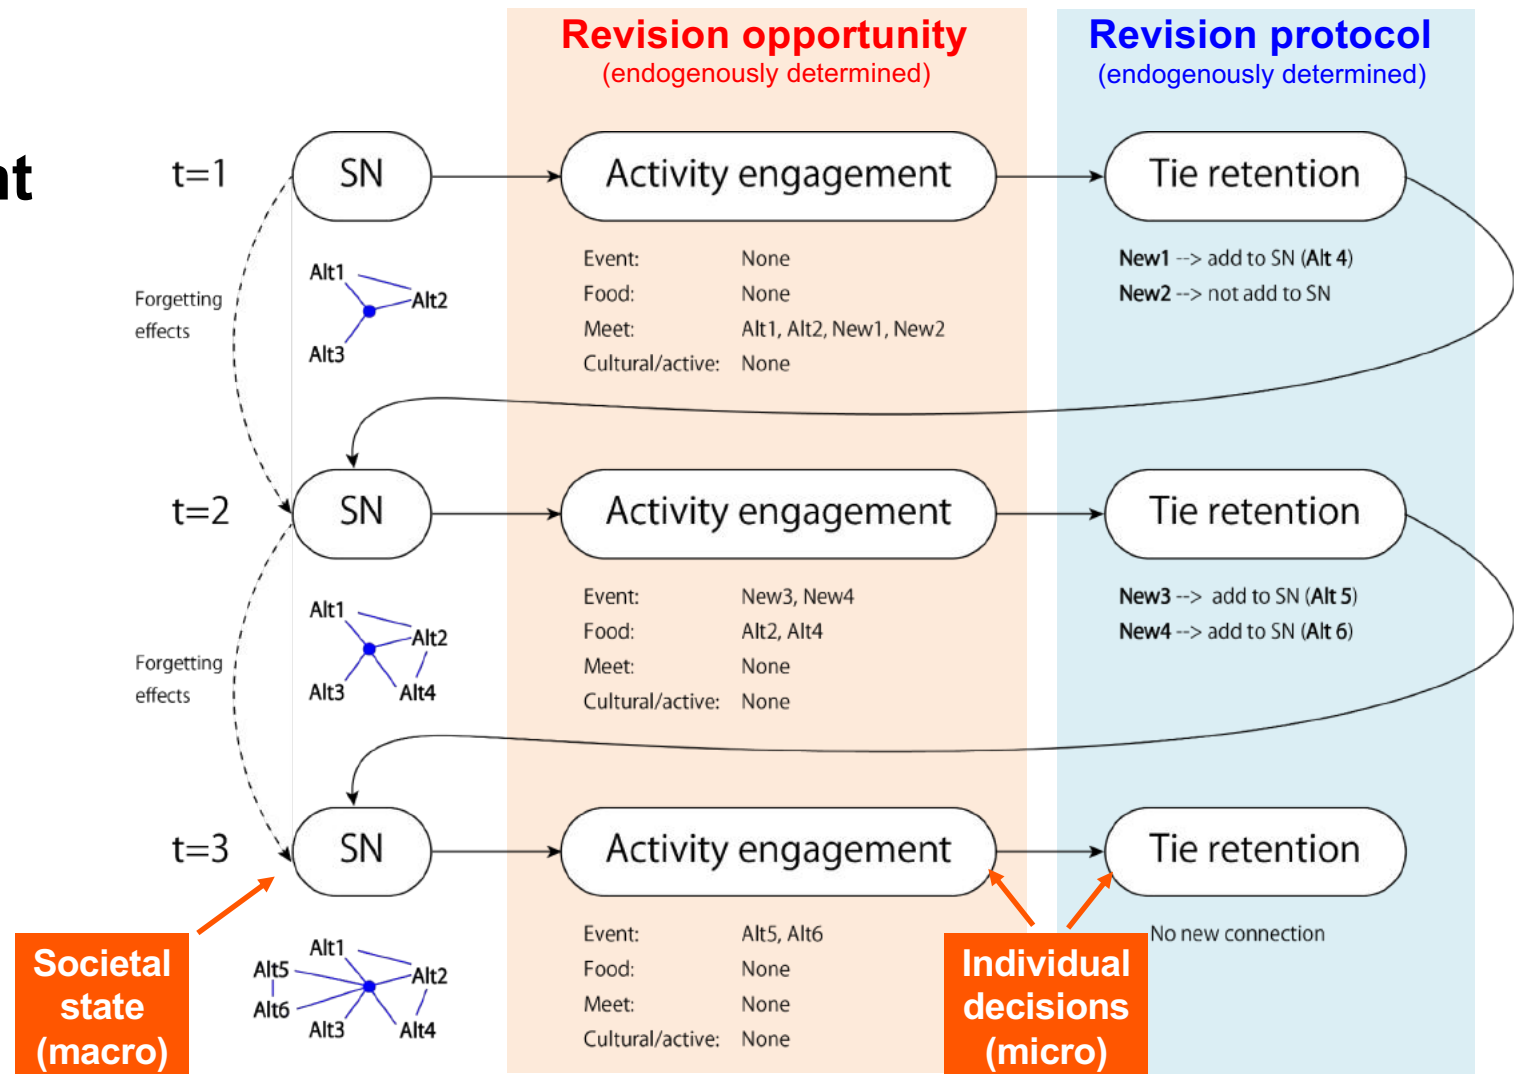 Revision opportunity
(endogenously determined)
Revision protocol
(endogenously determined)
nt
t=1
SN
Activity engagement
Tie retention
Alt1
Alt2
Alt3
Forgetting
effects
Event: None
Food: None
Meet: Alt1, Alt2, New1, New2
Cultural/active: None
New1 --> add to SN (Alt 4)
New2 --> not add to SN
t=2
SN
Activity engagement
Tie retention
Alt1
Alt2
Alt3
Alt4
Forgetting
effects
Event: New3, New4
Food: Alt2, Alt4
Meet: None
Cultural/active: None
New3 --> add to SN (Alt 5)
New4 --> add to SN (Alt 6)
t=3
SN
Activity engagement
Tie retention
Societal
state
(macro)
Alt1
Alt5
Alt2
Alt6
Alt3
Alt4
Event: Alt5, Alt6
Food: None
Meet: None
Cultural/active: None
Individual
decisions
(micro)
No new connection